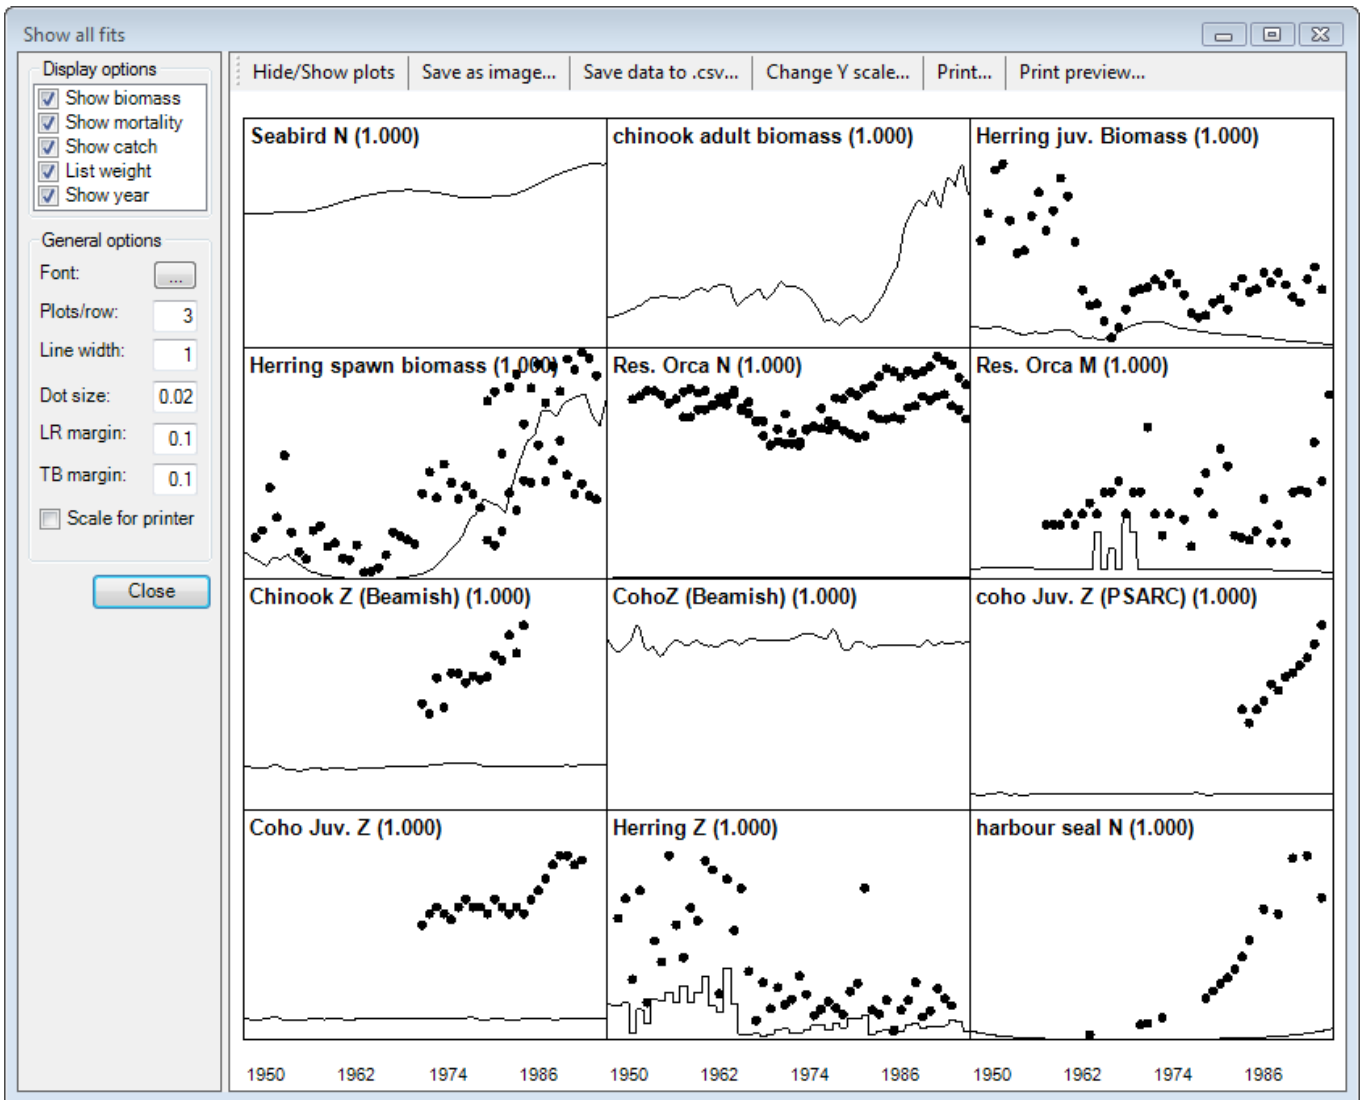 Show all fits
Display options
Show biomass
Show mortality
Show catch
List weight
Show year
General options
Font: ...
Plots/row: 3
Line width: 1
Dot size: 0.02
LR margin: 0.1
TB margin: 0.1
Scale for printer
Close
Hide/Show plots Save as image... Save data to .csv... Change Y scale... Print... Print preview...
Seabird N (1.000) chinook adult biomass (1.000) Herring juv. Biomass (1.000)
Herring spawn biomass (1.000) Res. Orca N (1.000) Res. Orca M (1.000)
Chinook Z (Beamish) (1.000) CohoZ (Beamish) (1.000) coho Juv. Z (PSARC) (1.000)
Coho Juv. Z (1.000) Herring Z (1.000) harbour seal N (1.000)
1950 1962 1974 1986 1950 1962 1974 1986 1950 1962 1974 1986